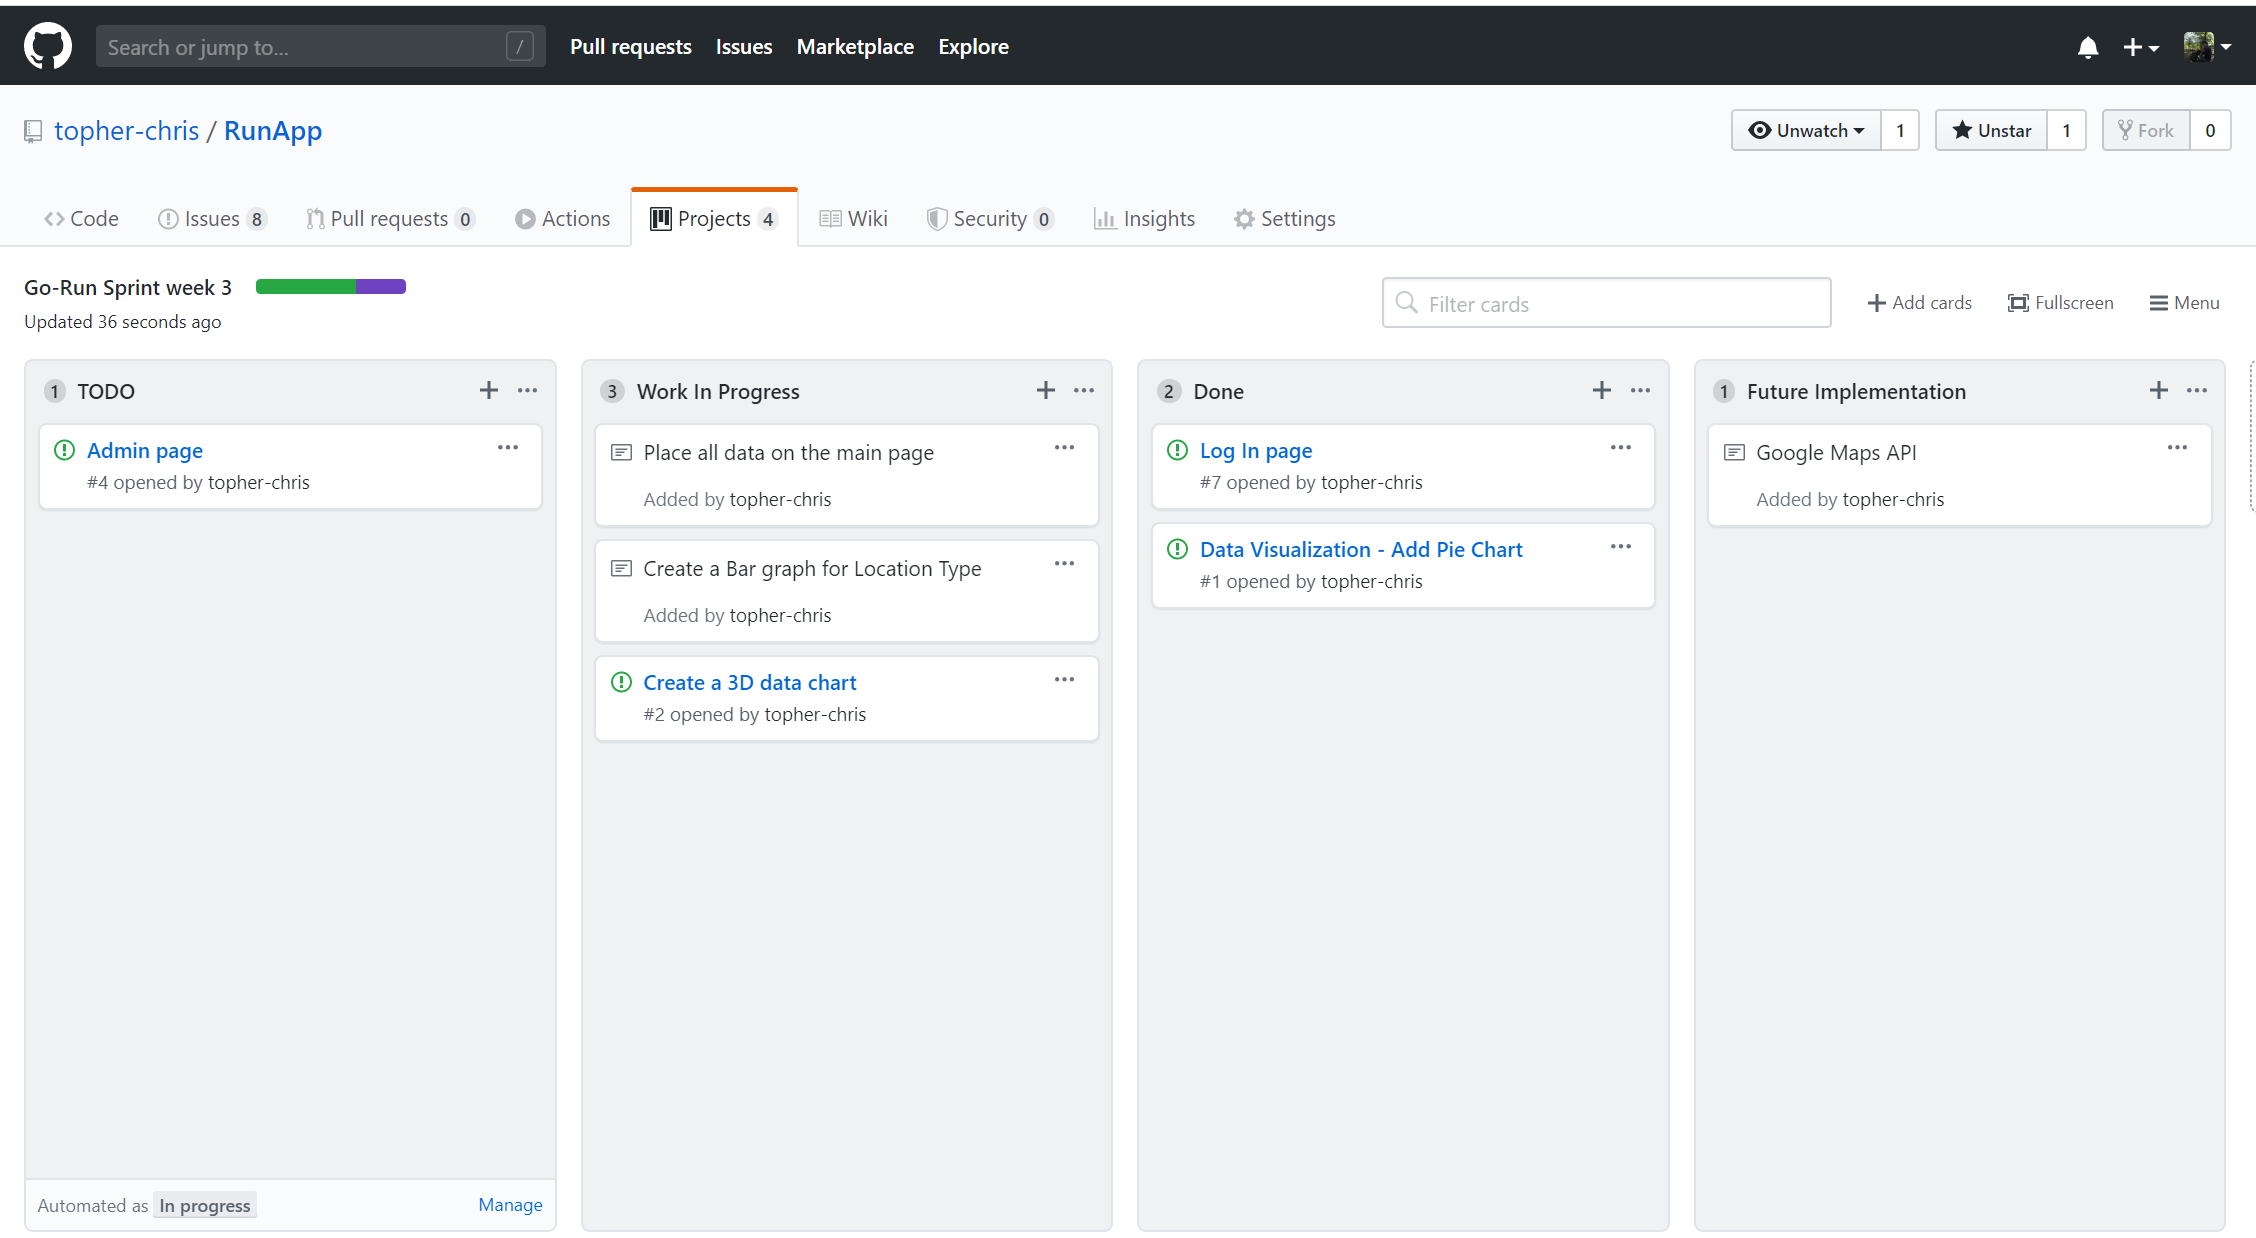 Search or jump to... /
Pull requests Issues Marketplace Explore
topher-chris / RunApp
Unwatch 1 Unstar 1 Fork 0
Code Issues 8 Pull requests 0 Actions Projects 4 Wiki Security 0 Insights Settings
Go-Run Sprint week 3
Updated 36 seconds ago
Filter cards
Add cards Fullscreen Menu
1 TODO
Admin page
#4 opened by topher-chris
Automated as In progress Manage
3 Work In Progress
Place all data on the main page
Added by topher-chris
Create a Bar graph for Location Type
Added by topher-chris
Create a 3D data chart
#2 opened by topher-chris
2 Done
Log In page
#7 opened by topher-chris
Data Visualization - Add Pie Chart
#1 opened by topher-chris
1 Future Implementation
Google Maps API
Added by topher-chris